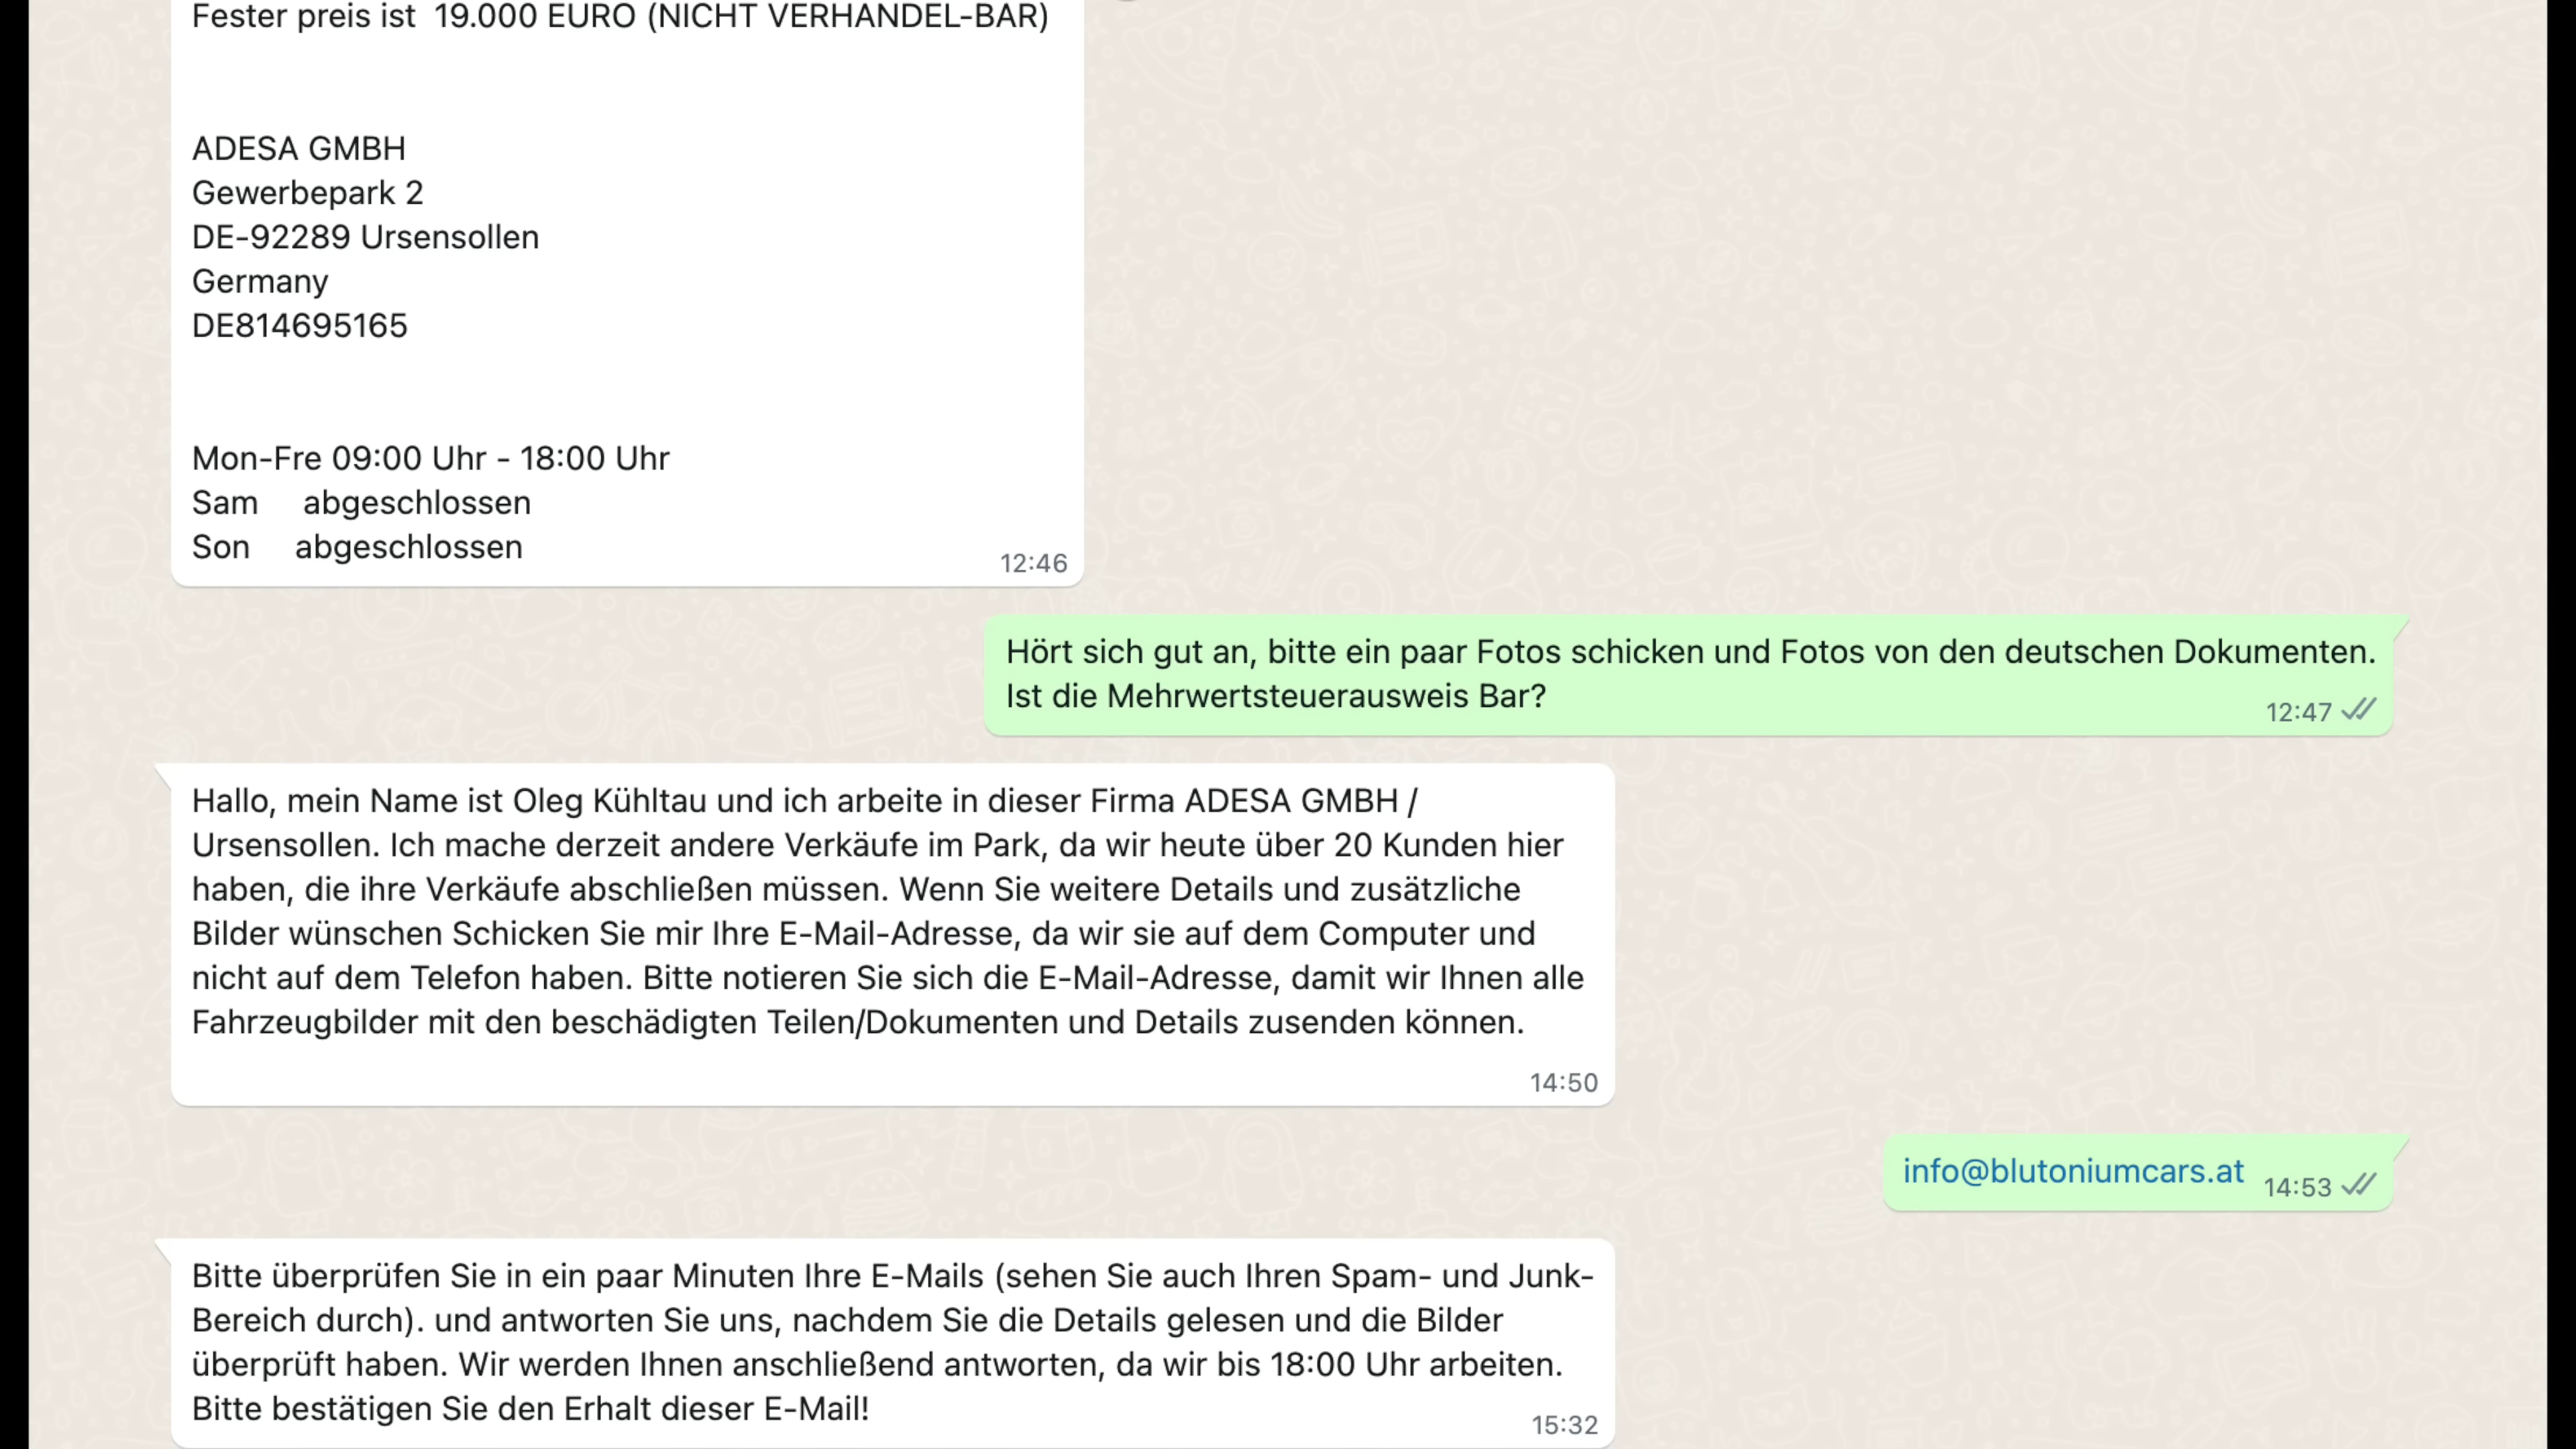 Fester preis ist  19.000 EURO (NICHT VERHANDEL-BAR)
ADESA GMBH
Gewerbepark 2
DE-92289 Ursensollen
Germany
DE814695165
Mon-Fre 09:00 Uhr - 18:00 Uhr
Sam     abgeschlossen
Son     abgeschlossen
12:46
Hört sich gut an, bitte ein paar Fotos schicken und Fotos von den deutschen Dokumenten.
Ist die Mehrwertsteuerausweis Bar?
12:47
Hallo, mein Name ist Oleg Kühltau und ich arbeite in dieser Firma ADESA GMBH /
Ursensollen. Ich mache derzeit andere Verkäufe im Park, da wir heute über 20 Kunden hier
haben, die ihre Verkäufe abschließen müssen. Wenn Sie weitere Details und zusätzliche
Bilder wünschen Schicken Sie mir Ihre E-Mail-Adresse, da wir sie auf dem Computer und
nicht auf dem Telefon haben. Bitte notieren Sie sich die E-Mail-Adresse, damit wir Ihnen alle
Fahrzeugbilder mit den beschädigten Teilen/Dokumenten und Details zusenden können.
14:50
info@blutoniumcars.at 14:53
Bitte überprüfen Sie in ein paar Minuten Ihre E-Mails (sehen Sie auch Ihren Spam- und Junk-
Bereich durch). und antworten Sie uns, nachdem Sie die Details gelesen und die Bilder
überprüft haben. Wir werden Ihnen anschließend antworten, da wir bis 18:00 Uhr arbeiten.
Bitte bestätigen Sie den Erhalt dieser E-Mail!
15:32